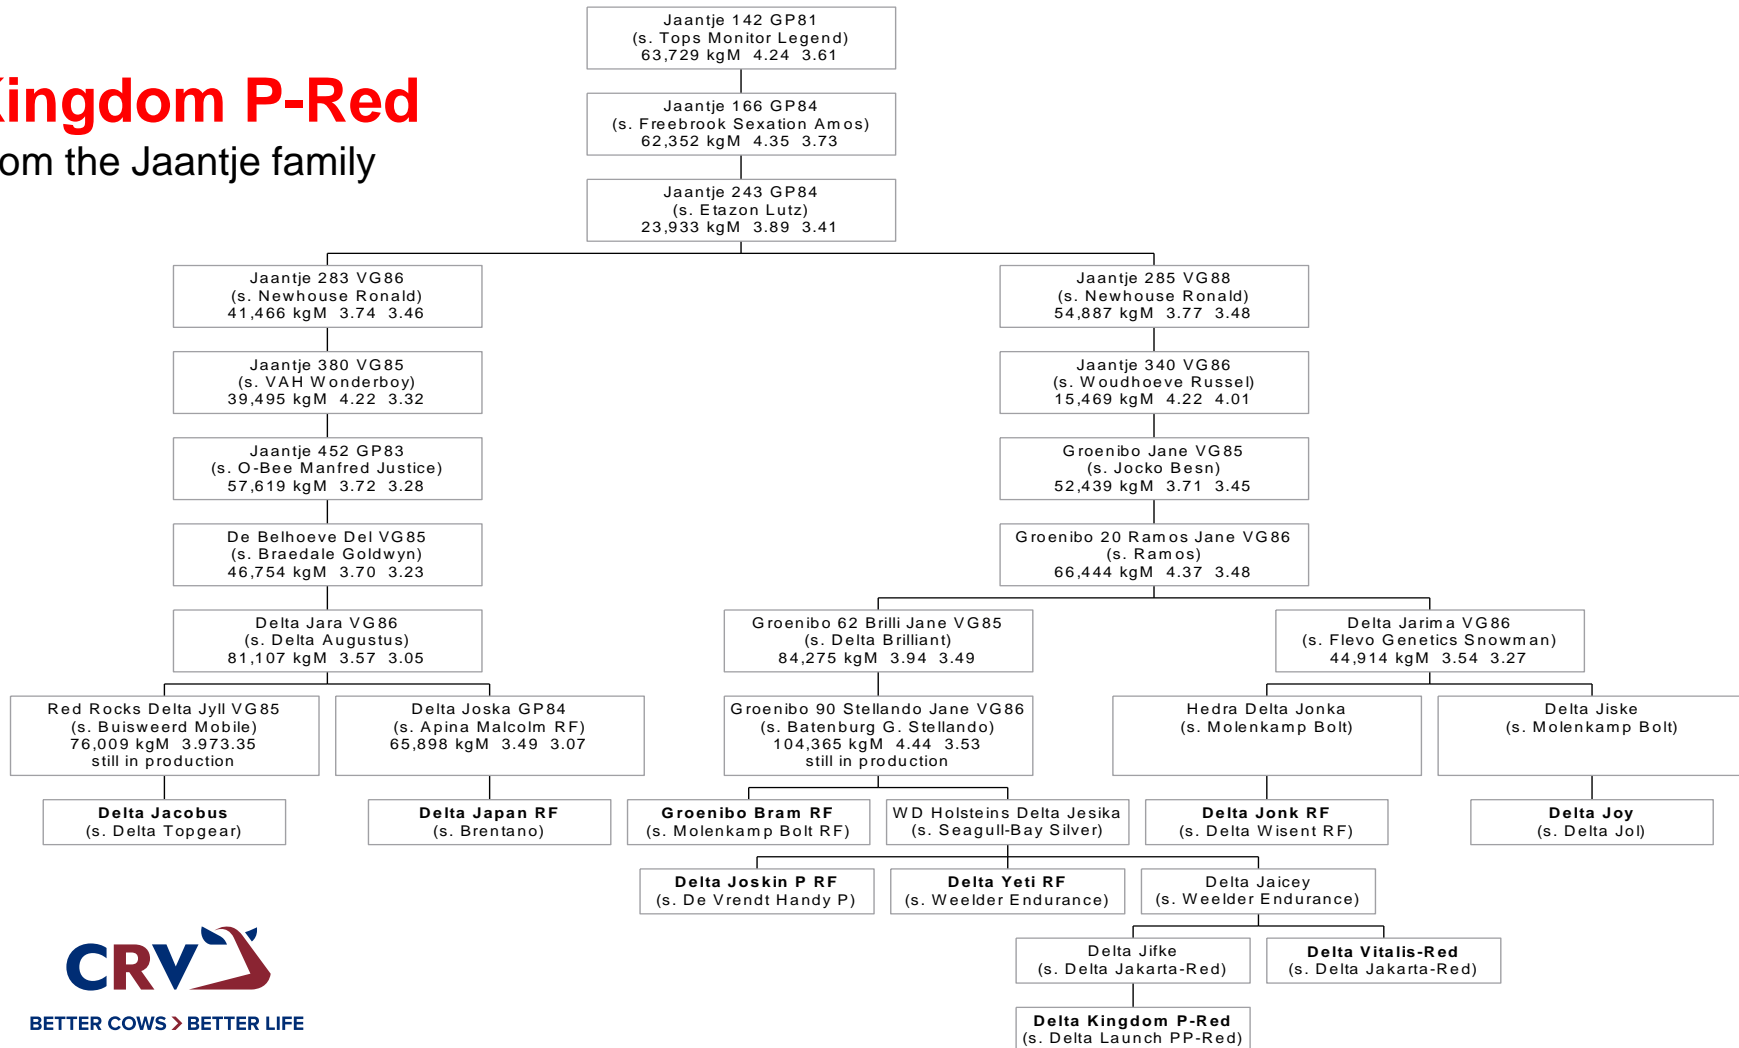 Jaantje 142 GP81
(s. Tops Monitor Legend)
63,729 kgM 4.24 3.61
Kingdom P-Red
om the Jaantje family
Jaantje 166 GP84
(s. Freebrook Sexation Amos)
62,352 kgM 4.35 3.73
Jaantje 243 GP84
(s. Etazon Lutz)
23,933 kgM 3.89 3.41
Jaantje 283 VG86
(s. Newhouse Ronald)
41,466 kgM 3.74 3.46
Jaantje 285 VG88
(s. Newhouse Ronald)
54,887 kgM 3.77 3.48
Jaantje 380 VG85
(s. VAH Wonderboy)
39,495 kgM 4.22 3.32
Jaantje 340 VG86
(s. Woudhoeve Russel)
15,469 kgM 4.22 4.01
Jaantje 452 GP83
(s. O-Bee Manfred Justice)
57,619 kgM 3.72 3.28
Groenibo Jane VG85
(s. Jocko Besn)
52,439 kgM 3.71 3.45
De Belhoeve Del VG85
(s. Braedale Goldwyn)
46,754 kgM 3.70 3.23
Groenibo 20 Ramos Jane VG86
(s. Ramos)
66,444 kgM 4.37 3.48
Delta Jara VG86
(s. Delta Augustus)
81,107 kgM 3.57 3.05
Groenibo 62 Brilli Jane VG85
(s. Delta Brilliant)
84,275 kgM 3.94 3.49
Delta Jarima VG86
(s. Flevo Genetics Snowman)
44,914 kgM 3.54 3.27
Red Rocks Delta Jyll VG85
(s. Buisweerd Mobile)
76,009 kgM 3.973.35
still in production
Delta Joska GP84
(s. Apina Malcolm RF)
65,898 kgM 3.49 3.07
Groenibo 90 Stellando Jane VG86
(s. Batenburg G. Stellando)
104,365 kgM 4.44 3.53
still in production
Hedra Delta Jonka
(s. Molenkamp Bolt)
Delta Jiske
(s. Molenkamp Bolt)
Delta Jacobus
(s. Delta Topgear)
Delta Japan RF
(s. Brentano)
Groenibo Bram RF
(s. Molenkamp Bolt RF)
WD Holsteins Delta Jesika
(s. Seagull-Bay Silver)
Delta Jonk RF
(s. Delta Wisent RF)
Delta Joy
(s. Delta Jol)
Delta Joskin P RF
(s. De Vrendt Handy P)
Delta Yeti RF
(s. Weelder Endurance)
Delta Jaicey
(s. Weelder Endurance)
Delta Jifke
(s. Delta Jakarta-Red)
Delta Vitalis-Red
(s. Delta Jakarta-Red)
Delta Kingdom P-Red
(s. Delta Launch PP-Red)
CRV
BETTER COWS > BETTER LIFE